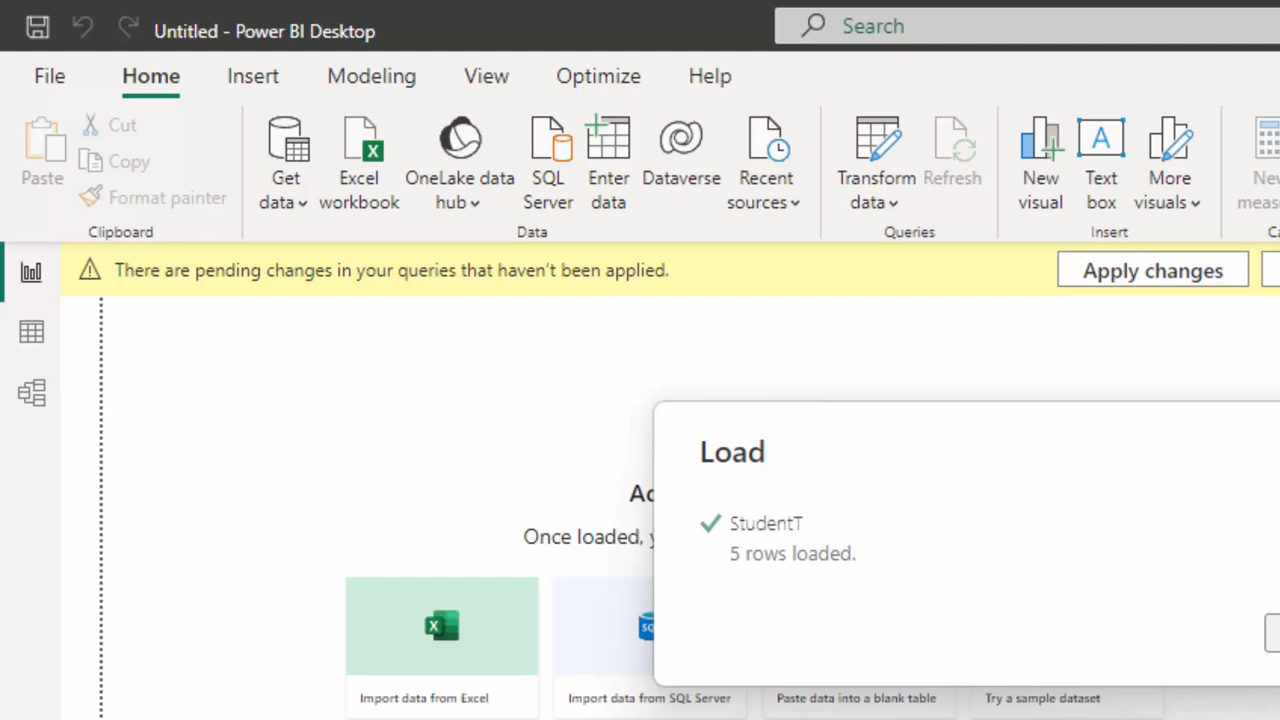 Untitled - Power BI Desktop
Search
File Home Insert Modeling View Optimize Help
Paste
Cut
Copy
Format painter
Clipboard
Get data
Excel workbook
OneLake data hub
SQL Server
Enter data
Dataverse
Recent sources
Data
Transform data
Refresh
Queries
New visual
Text box
More visuals
Insert
There are pending changes in your queries that haven't been applied.
Apply changes
Load
StudentT
5 rows loaded.
Once loaded,
Import data from Excel
Import data from SQL Server
Paste data into a blank table
Try a sample dataset